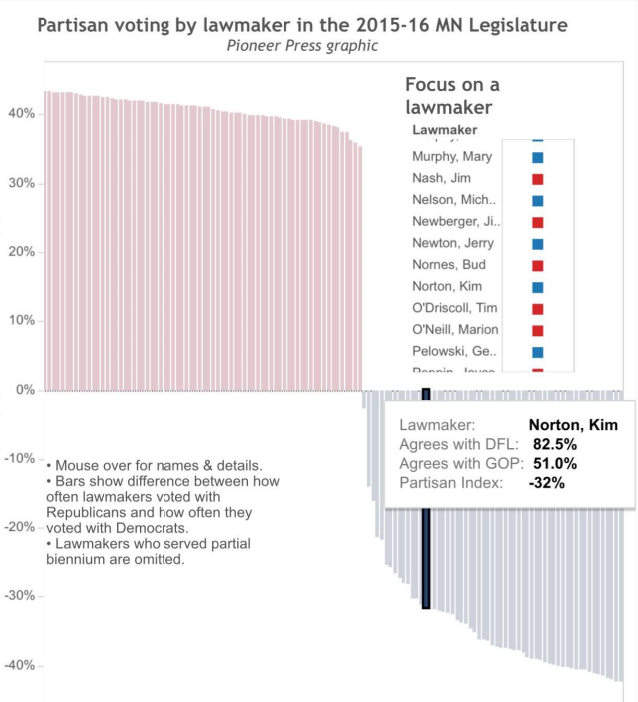 Partisan voting by lawmaker in the 2015-16 MN Legislature
Pioneer Press graphic
Focus on a
lawmaker
Lawmaker
Murphy, Mary
Nash, Jim
Nelson, Mich..
Newberger, Ji..
Newton, Jerry
Nornes, Bud
Norton, Kim
O'Driscoll, Tim
O'Neill, Marion
Pelowski, Ge..
40%
30%
20%
10%
0%
-10%
-20%
-30%
-40%
Lawmaker: Norton, Kim
Agrees with DFL: 82.5%
Agrees with GOP: 51.0%
Partisan Index: -32%
• Mouse over for names & details.
• Bars show difference between how
often lawmakers voted with
Republicans and how often they
voted with Democrats.
• Lawmakers who served partial
biennium are omitted.